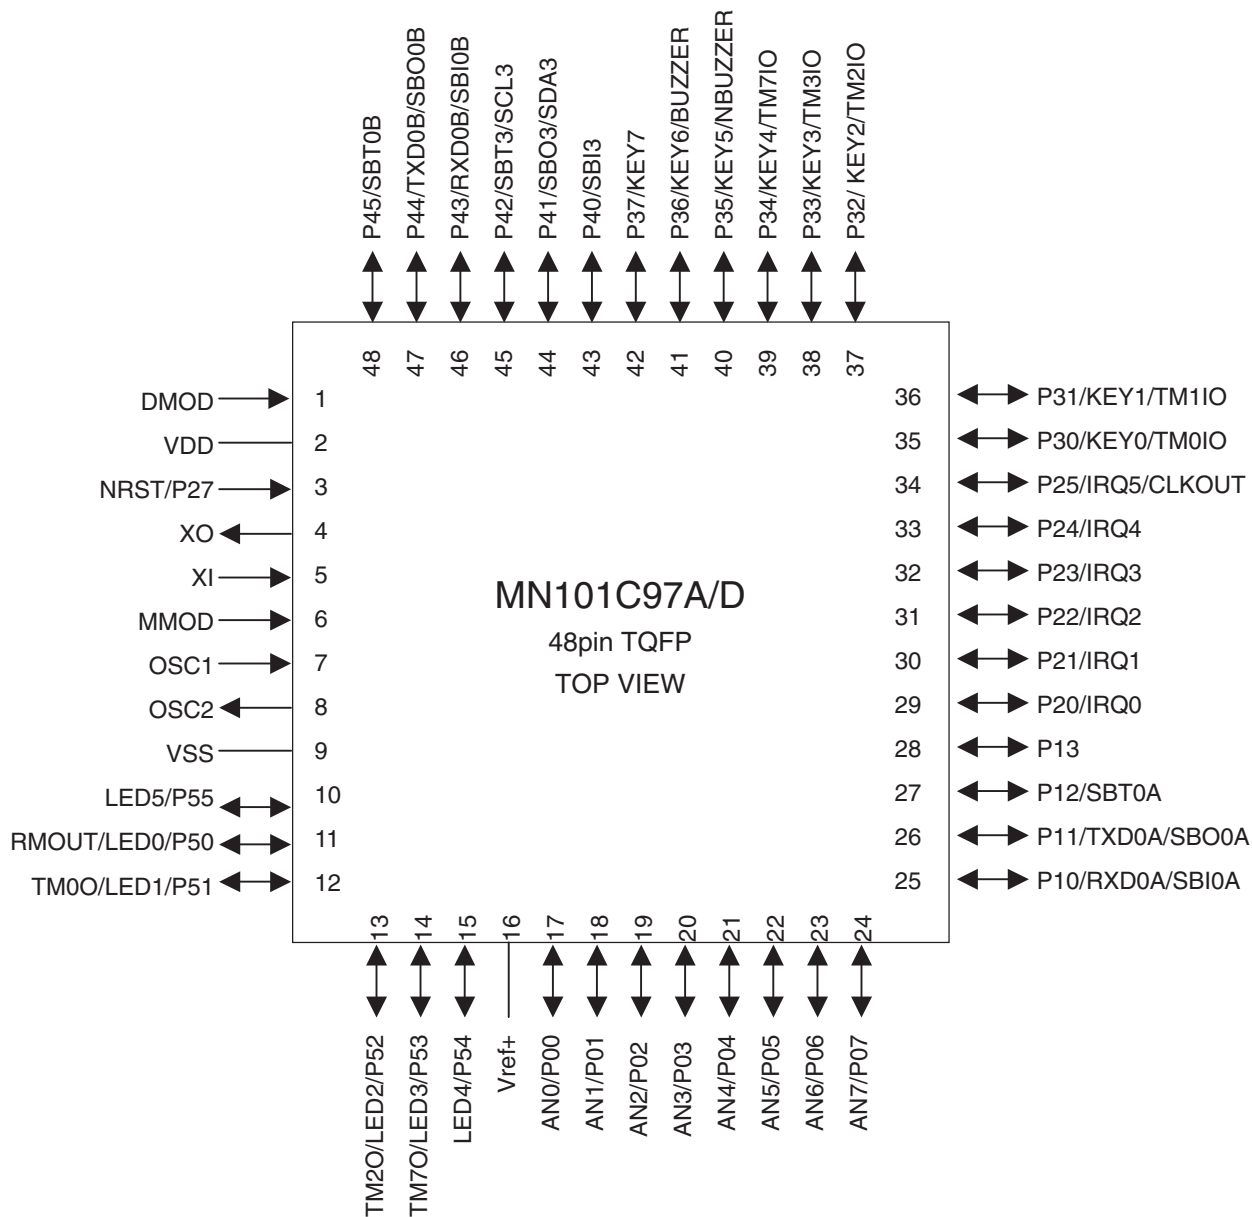 P45/SBT0B
P44/TXD0B/SBO0B
P43/RXD0B/SBI0B
P42/SBT3/SCL3
P41/SBO3/SDA3
P40/SBI3
P37/KEY7
P36/KEY6/BUZZER
P35/KEY5/NBUZZER
P34/KEY4/TM7IO
P33/KEY3/TM3IO
P32/ KEY2/TM2IO
48
47
46
45
44
43
42
41
40
39
38
37
DMOD 1
VDD 2
NRST/P27 3
XO 4
XI 5
MMOD 6
OSC1 7
OSC2 8
VSS 9
LED5/P55 10
RMOUT/LED0/P50 11
TM0O/LED1/P51 12
MN101C97A/D
48pin TQFP
TOP VIEW
36 P31/KEY1/TM1IO
35 P30/KEY0/TM0IO
34 P25/IRQ5/CLKOUT
33 P24/IRQ4
32 P23/IRQ3
31 P22/IRQ2
30 P21/IRQ1
29 P20/IRQ0
28 P13
27 P12/SBT0A
26 P11/TXD0A/SBO0A
25 P10/RXD0A/SBI0A
13
14
15
16
17
18
19
20
21
22
23
24
TM2O/LED2/P52
TM7O/LED3/P53
LED4/P54
Vref+
AN0/P00
AN1/P01
AN2/P02
AN3/P03
AN4/P04
AN5/P05
AN6/P06
AN7/P07